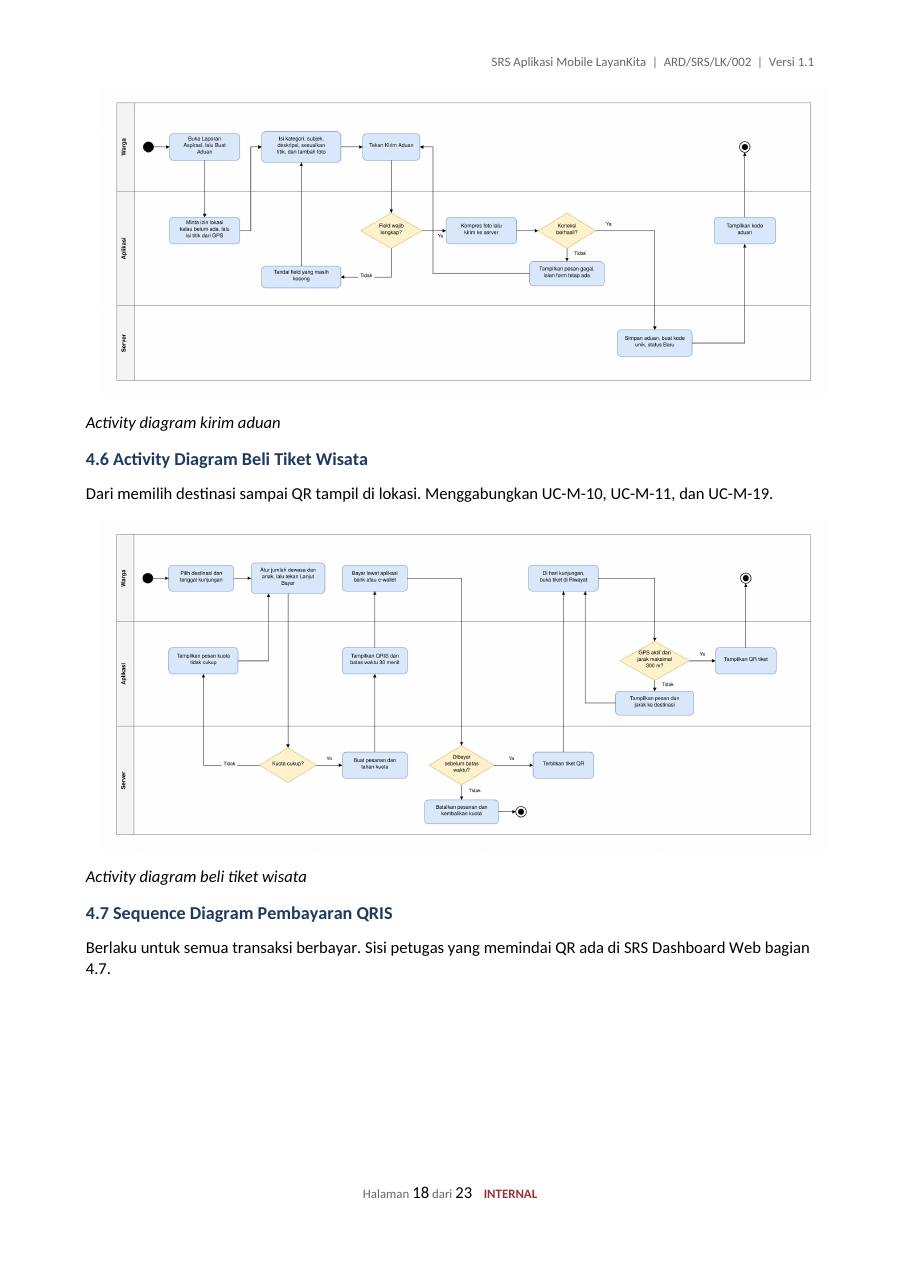 SRS Aplikasi Mobile LayanKita | ARD/SRS/LK/002 | Versi 1.1
Warga
Buka Laporan
Aspirasi, lalu Buat
Aduan
Isi kategori, subjek,
deskripsi, sesuaikan
titik, dan tambah foto
Tekan Kirim Aduan
Aplikasi
Minta izin lokasi
kalau belum ada, lalu
isi titik dari GPS
Field wajib
lengkap?
Ya
Kompres foto lalu
kirim ke server
Koneksi
berhasil?
Ya
Tampilkan kode
aduan
Tidak
Tandai field yang masih
kosong
Tidak
Tampilkan pesan gagal,
isian form tetap ada
Server
Simpan aduan, buat kode
unik, status Baru
Activity diagram kirim aduan
4.6 Activity Diagram Beli Tiket Wisata
Dari memilih destinasi sampai QR tampil di lokasi. Menggabungkan UC-M-10, UC-M-11, dan UC-M-19.
Warga
Pilih destinasi dan
tanggal kunjungan
Atur jumlah dewasa dan
anak, lalu tekan Lanjut
Bayar
Bayar lewat aplikasi
bank atau e-wallet
Di hari kunjungan,
buka tiket di Riwayat
Aplikasi
Tampilkan pesan kuota
tidak cukup
Tampilkan QRIS dan
batas waktu 30 menit
GPS aktif dan
jarak maksimal
300 m?
Ya
Tampilkan QR tiket
Tidak
Tampilkan pesan dan
jarak ke destinasi
Server
Tidak
Kuota cukup?
Ya
Buat pesanan dan
tahan kuota
Dibayar
sebelum batas
waktu?
Ya
Terbitkan tiket QR
Tidak
Batalkan pesanan dan
kembalikan kuota
Activity diagram beli tiket wisata
4.7 Sequence Diagram Pembayaran QRIS
Berlaku untuk semua transaksi berbayar. Sisi petugas yang memindai QR ada di SRS Dashboard Web bagian
4.7.
Halaman 18 dari 23 INTERNAL